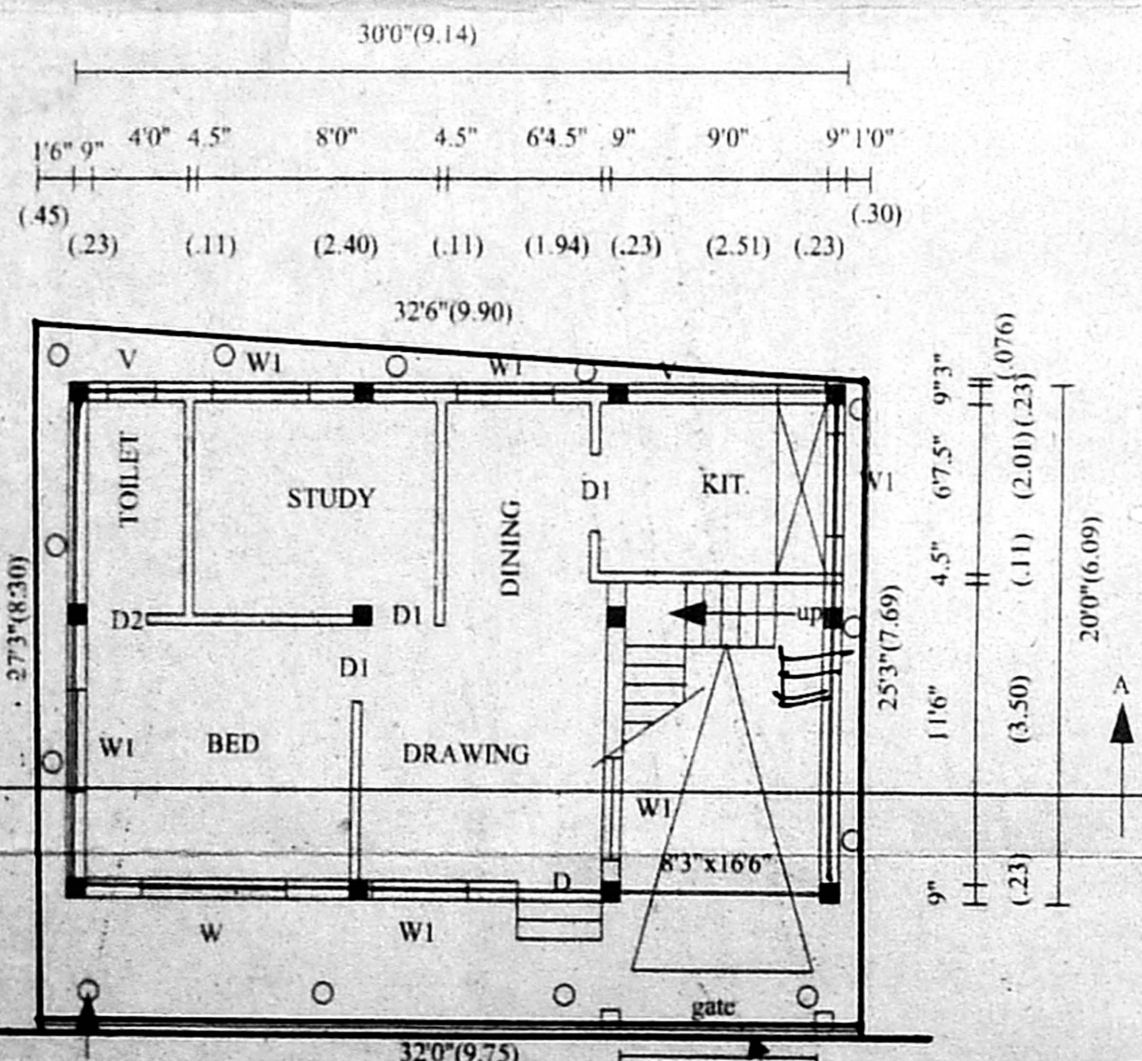 30'0"(9.14)
1'6" 9" 4'0" 4.5" 8'0" 4.5" 6'4.5" 9" 9'0" 9" 1'0"
(.45) (.30)
(.23) (.11) (2.40) (.11) (1.94) (.23) (2.51) (.23)
32'6"(9.90)
V W1 W1 V
TOILET
STUDY
DINING
D1
KIT.
W1
D2
D1
up
D1
W1
BED
DRAWING
W1
8'3"x16'6"
D
W
W1
gate
32'0"(9.75)
27'3"(8.30)
25'3"(7.69)
9"3" 6'7.5" 4.5" 11'6" 9"
(.076)
(.23) (2.01) (.11) (3.50) (.23)
20'0"(6.09)
A